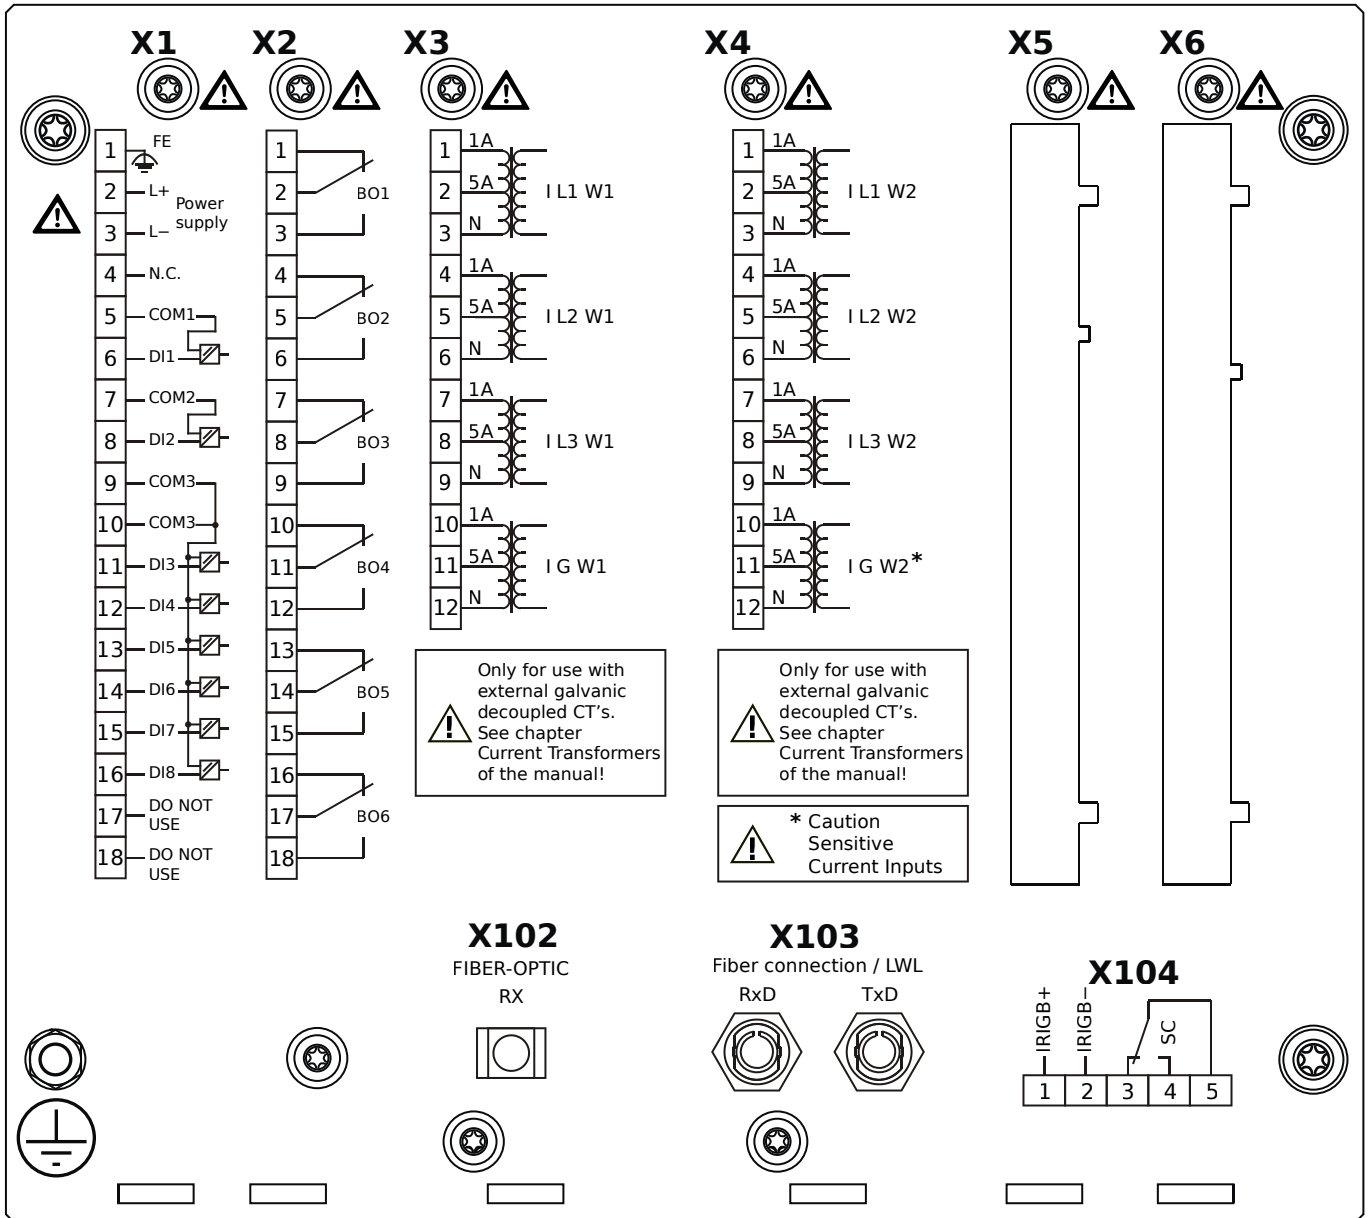 X1
X2
X3
X4
X5
X6
1
FE
2
L+
Power
supply
3
L−
4
N.C.
5
COM1
6
DI1
7
COM2
8
DI2
9
COM3
10
COM3
11
DI3
12
DI4
13
DI5
14
DI6
15
DI7
16
DI8
17
DO NOT
USE
18
DO NOT
USE
1
2
BO1
3
4
5
BO2
6
7
8
BO3
9
10
11
BO4
12
13
14
BO5
15
16
17
BO6
18
1
1A
2
5A
I L1 W1
3
N
4
1A
5
5A
I L2 W1
6
N
7
1A
8
5A
I L3 W1
9
N
10
1A
11
5A
I G W1
12
N
Only for use with
external galvanic
decoupled CT's.
See chapter
Current Transformers
of the manual!
1
1A
2
5A
I L1 W2
3
N
4
1A
5
5A
I L2 W2
6
N
7
1A
8
5A
I L3 W2
9
N
10
1A
11
5A
I G W2*
12
N
Only for use with
external galvanic
decoupled CT's.
See chapter
Current Transformers
of the manual!
* Caution
Sensitive
Current Inputs
X102
FIBER-OPTIC
RX
X103
Fiber connection / LWL
RxD
TxD
X104
IRIGB+
IRIGB−
SC
1
2
3
4
5